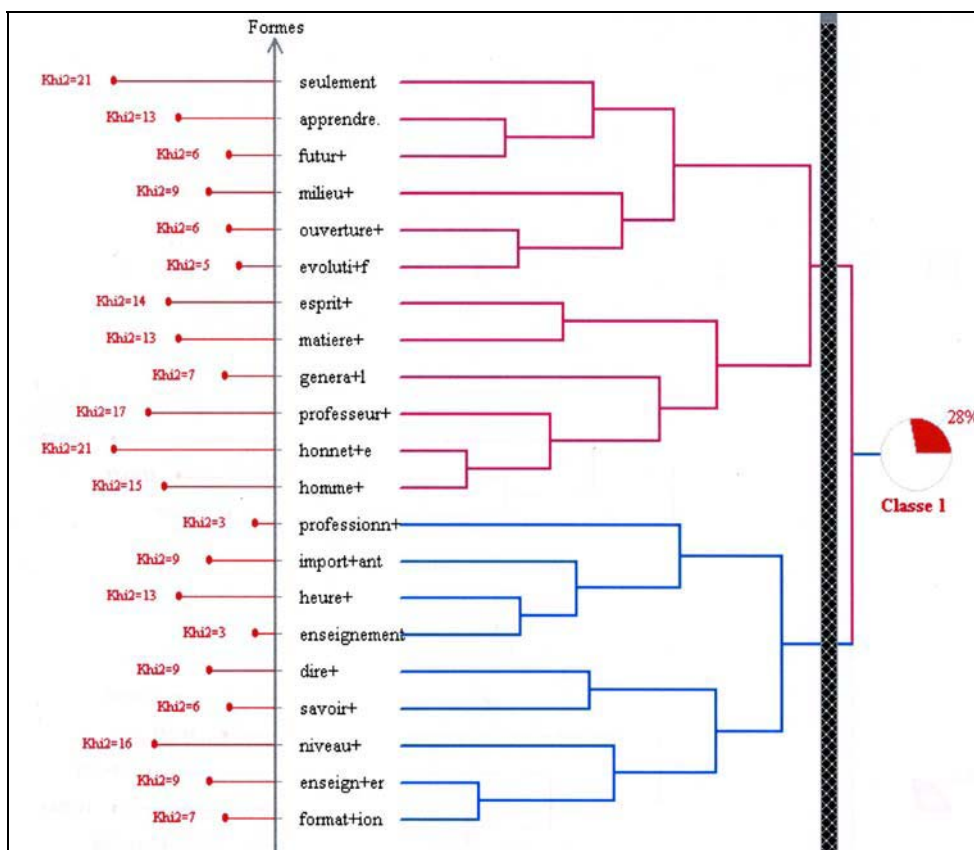 Formes
Khi2=21 seulement
Khi2=13 apprendre.
Khi2=6 futur+
Khi2=9 milieu+
Khi2=6 ouverture+
Khi2=5 evoluti+f
Khi2=14 esprit+
Khi2=13 matiere+
Khi2=7 genera+l
Khi2=17 professeur+
Khi2=21 honnet+e
Khi2=15 homme+
Khi2=3 professionn+
Khi2=9 import+ant
Khi2=13 heure+
Khi2=3 enseignement
Khi2=9 dire+
Khi2=6 savoir+
Khi2=16 niveau+
Khi2=9 enseign+er
Khi2=7 format+ion
28%
Classe 1